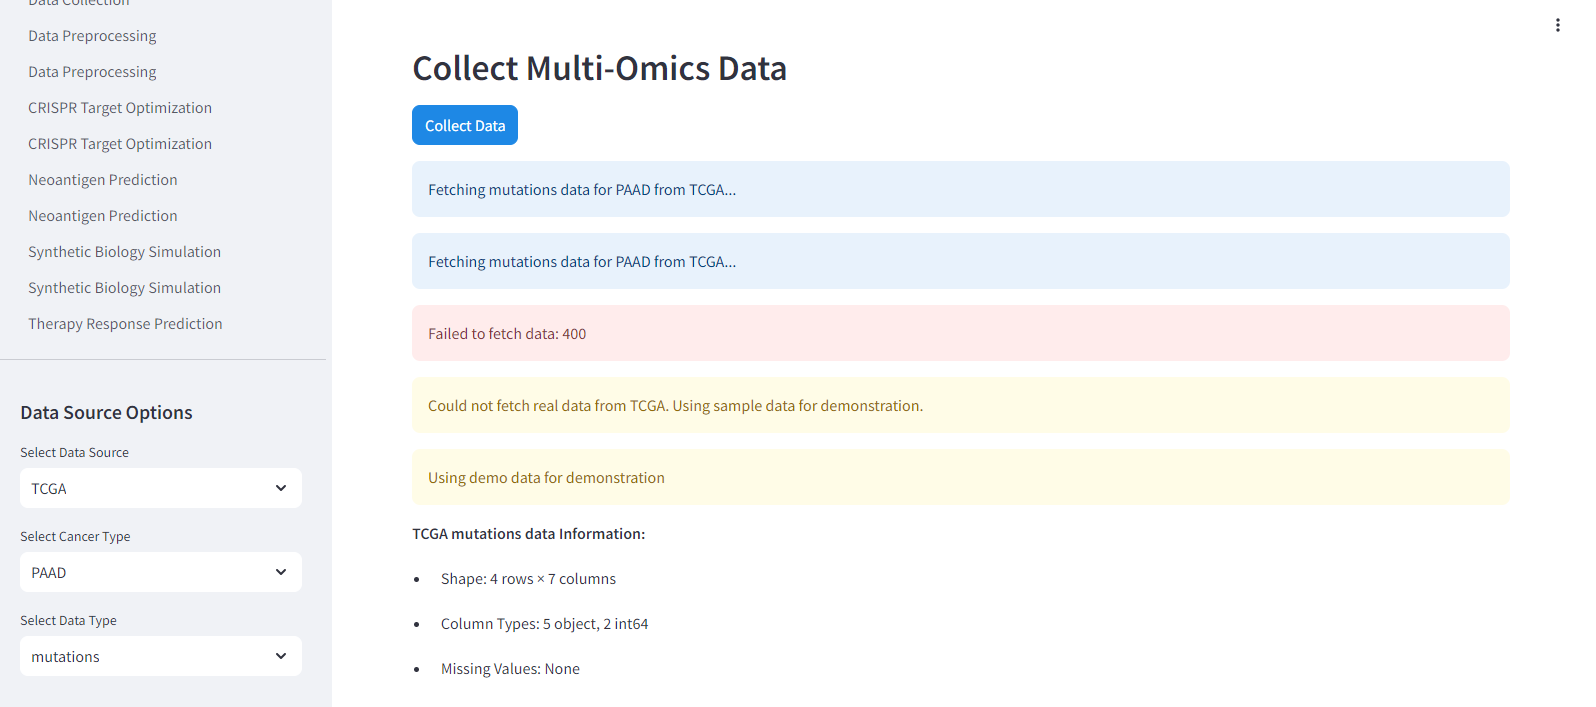 Data Collection
Data Preprocessing
Data Preprocessing
CRISPR Target Optimization
CRISPR Target Optimization
Neoantigen Prediction
Neoantigen Prediction
Synthetic Biology Simulation
Synthetic Biology Simulation
Therapy Response Prediction
Data Source Options
Select Data Source
TCGA
Select Cancer Type
PAAD
Select Data Type
mutations
Collect Multi-Omics Data
Collect Data
Fetching mutations data for PAAD from TCGA...
Fetching mutations data for PAAD from TCGA...
Failed to fetch data: 400
Could not fetch real data from TCGA. Using sample data for demonstration.
Using demo data for demonstration
TCGA mutations data Information:
• Shape: 4 rows × 7 columns
• Column Types: 5 object, 2 int64
• Missing Values: None